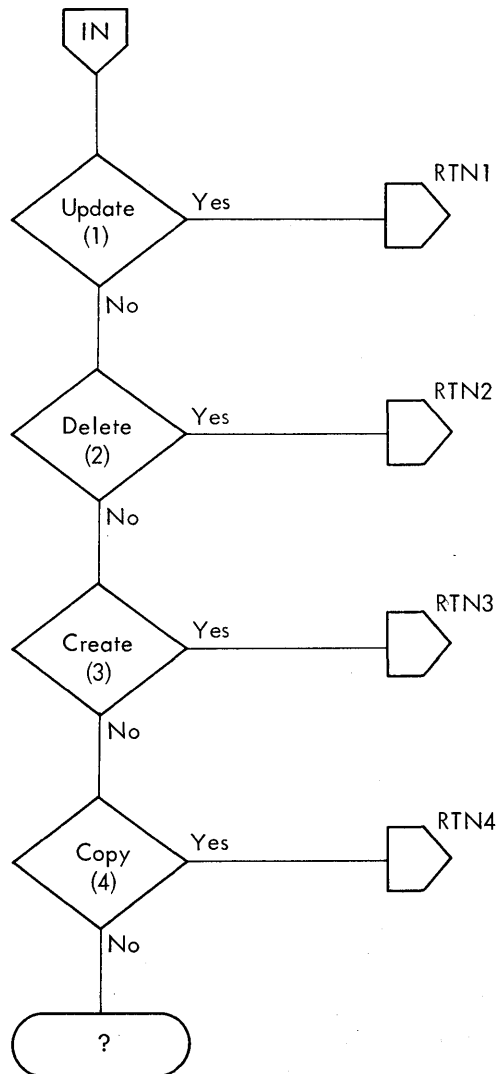 IN
RTN1
Update
(1)
Yes
No
RTN2
Delete
(2)
Yes
No
RTN3
Create
(3)
Yes
No
RTN4
Copy
(4)
Yes
No
?